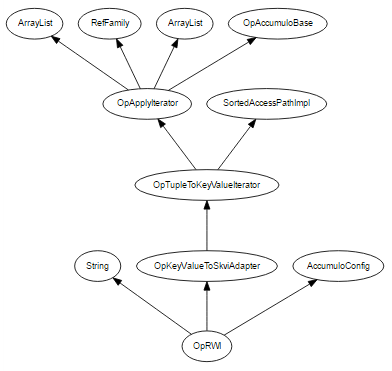 ArrayList
RefFamily
ArrayList
OpAccumuloBase
OpApplyIterator
SortedAccessPathImpl
OpTupleToKeyValueIterator
String
OpKeyValueToSkviAdapter
AccumuloConfig
OpRWI